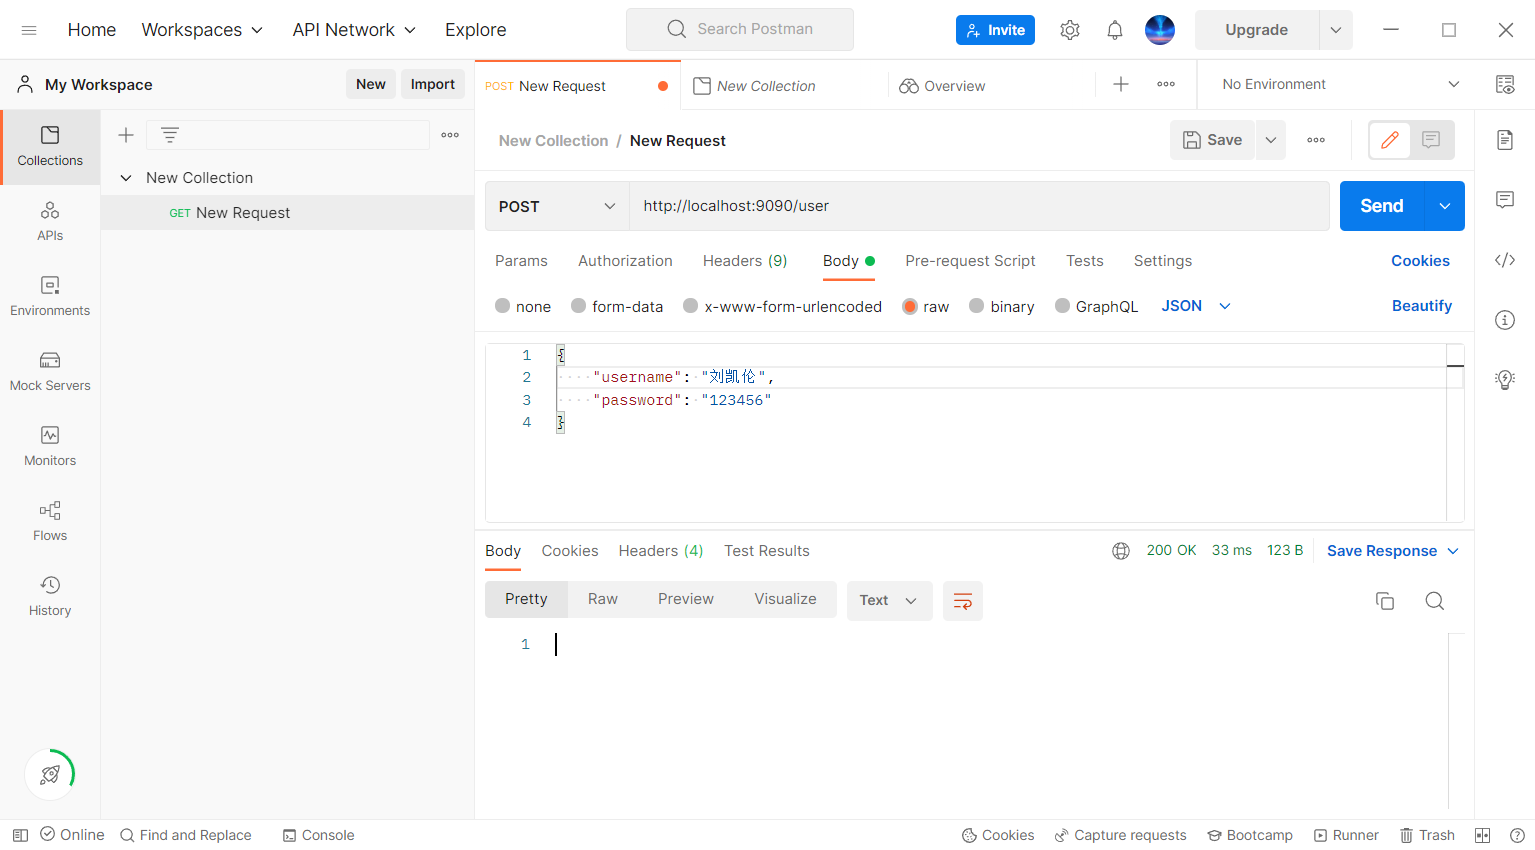 Home Workspaces API Network Explore Search Postman Invite Upgrade
My Workspace New Import
POST New Request New Collection Overview No Environment
Collections
APIs
Environments
Mock Servers
Monitors
Flows
History
New Collection
GET New Request
New Collection / New Request Save
POST http://localhost:9090/user Send
Params Authorization Headers (9) Body Pre-request Script Tests Settings Cookies
none form-data x-www-form-urlencoded raw binary GraphQL JSON Beautify
1 {
2 "username": "刘凯伦",
3 "password": "123456"
4 }
Body Cookies Headers (4) Test Results 200 OK 33 ms 123 B Save Response
Pretty Raw Preview Visualize Text
1
Online Find and Replace Console Cookies Capture requests Bootcamp Runner Trash